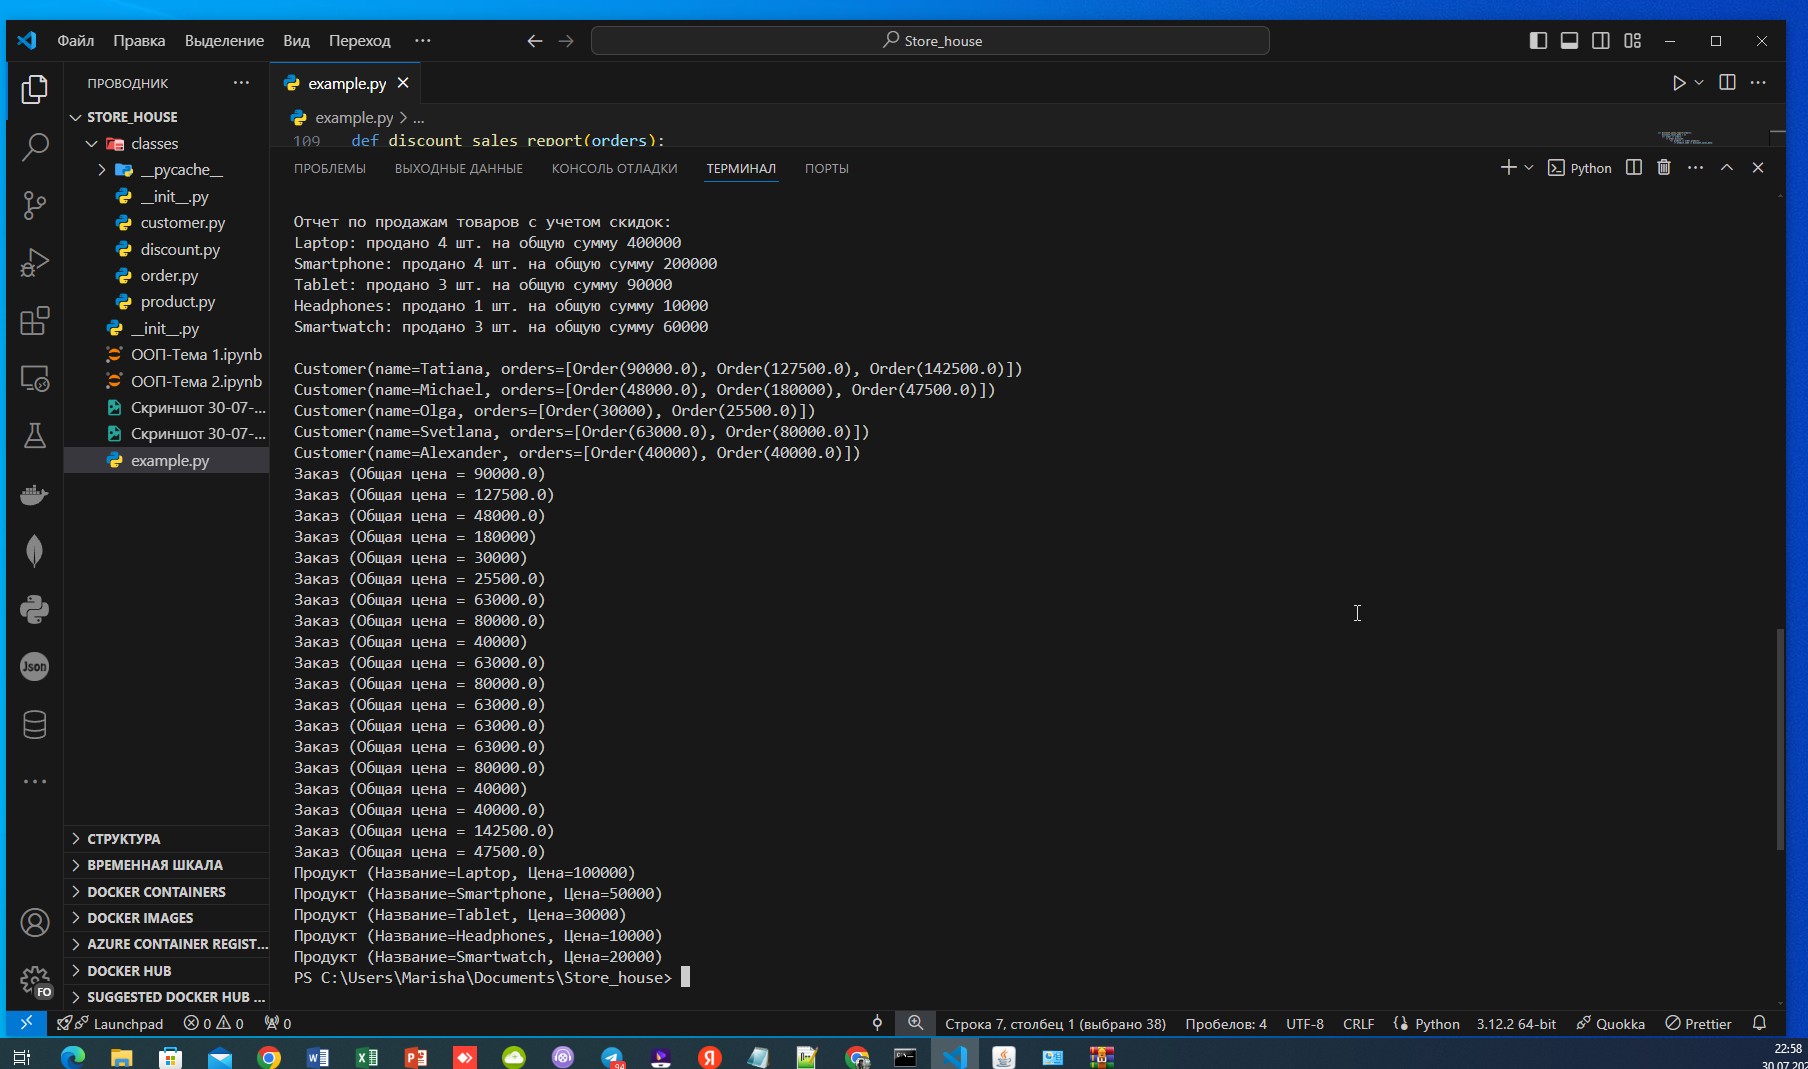 Файл Правка Выделение Вид Переход ···
Store_house
ПРОВОДНИК
STORE_HOUSE
classes
__pycache__
__init__.py
customer.py
discount.py
order.py
product.py
__init__.py
ООП-Тема 1.ipynb
ООП-Тема 2.ipynb
Скриншот 30-07-...
Скриншот 30-07-...
example.py
СТРУКТУРА
ВРЕМЕННАЯ ШКАЛА
DOCKER CONTAINERS
DOCKER IMAGES
AZURE CONTAINER REGIST...
DOCKER HUB
SUGGESTED DOCKER HUB ...
Json
FO
example.py
example.py > ...
109 def discount_sales_report(orders):
ПРОБЛЕМЫ ВЫХОДНЫЕ ДАННЫЕ КОНСОЛЬ ОТЛАДКИ ТЕРМИНАЛ ПОРТЫ
Python
Отчет по продажам товаров с учетом скидок:
Laptop: продано 4 шт. на общую сумму 400000
Smartphone: продано 4 шт. на общую сумму 200000
Tablet: продано 3 шт. на общую сумму 90000
Headphones: продано 1 шт. на общую сумму 10000
Smartwatch: продано 3 шт. на общую сумму 60000
Customer(name=Tatiana, orders=[Order(90000.0), Order(127500.0), Order(142500.0)])
Customer(name=Michael, orders=[Order(48000.0), Order(180000), Order(47500.0)])
Customer(name=Olga, orders=[Order(30000), Order(25500.0)])
Customer(name=Svetlana, orders=[Order(63000.0), Order(80000.0)])
Customer(name=Alexander, orders=[Order(40000), Order(40000.0)])
Заказ (Общая цена = 90000.0)
Заказ (Общая цена = 127500.0)
Заказ (Общая цена = 48000.0)
Заказ (Общая цена = 180000)
Заказ (Общая цена = 30000)
Заказ (Общая цена = 25500.0)
Заказ (Общая цена = 63000.0)
Заказ (Общая цена = 80000.0)
Заказ (Общая цена = 40000)
Заказ (Общая цена = 63000.0)
Заказ (Общая цена = 80000.0)
Заказ (Общая цена = 63000.0)
Заказ (Общая цена = 63000.0)
Заказ (Общая цена = 63000.0)
Заказ (Общая цена = 80000.0)
Заказ (Общая цена = 40000)
Заказ (Общая цена = 40000.0)
Заказ (Общая цена = 142500.0)
Заказ (Общая цена = 47500.0)
Продукт (Название=Laptop, Цена=100000)
Продукт (Название=Smartphone, Цена=50000)
Продукт (Название=Tablet, Цена=30000)
Продукт (Название=Headphones, Цена=10000)
Продукт (Название=Smartwatch, Цена=20000)
PS C:\Users\Marisha\Documents\Store_house>
Launchpad 0 0 0 Строка 7, столбец 1 (выбрано 38) Пробелов: 4 UTF-8 CRLF Python 3.12.2 64-bit Quokka Prettier
94
22:58